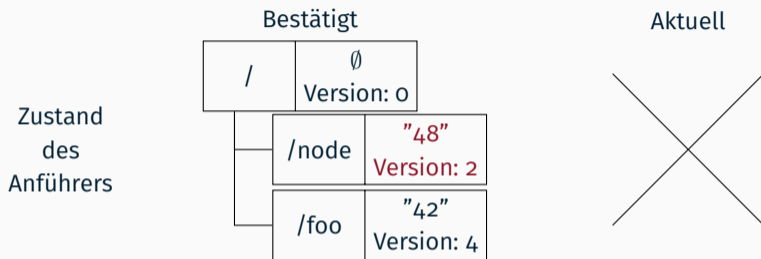 Bestätigt
Aktuell
/
∅
Version: 0
Zustand
des
Anführers
/node
”48”
Version: 2
/foo
”42”
Version: 4